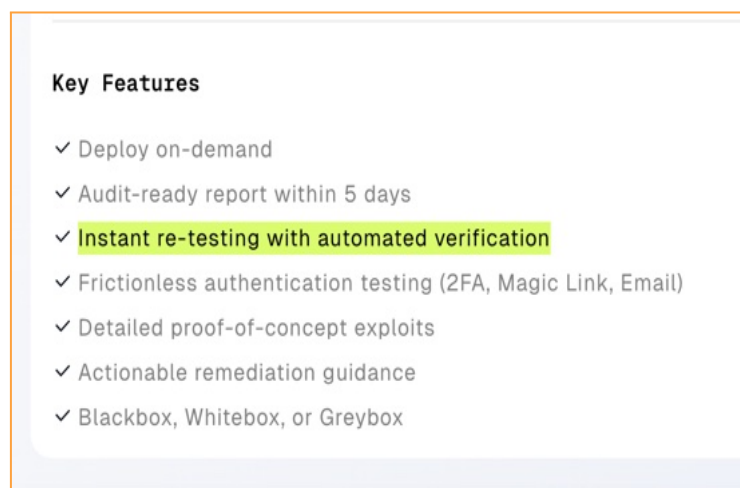 Key Features
✓ Deploy on-demand
✓ Audit-ready report within 5 days
✓ Instant re-testing with automated verification
✓ Frictionless authentication testing (2FA, Magic Link, Email)
✓ Detailed proof-of-concept exploits
✓ Actionable remediation guidance
✓ Blackbox, Whitebox, or Greybox